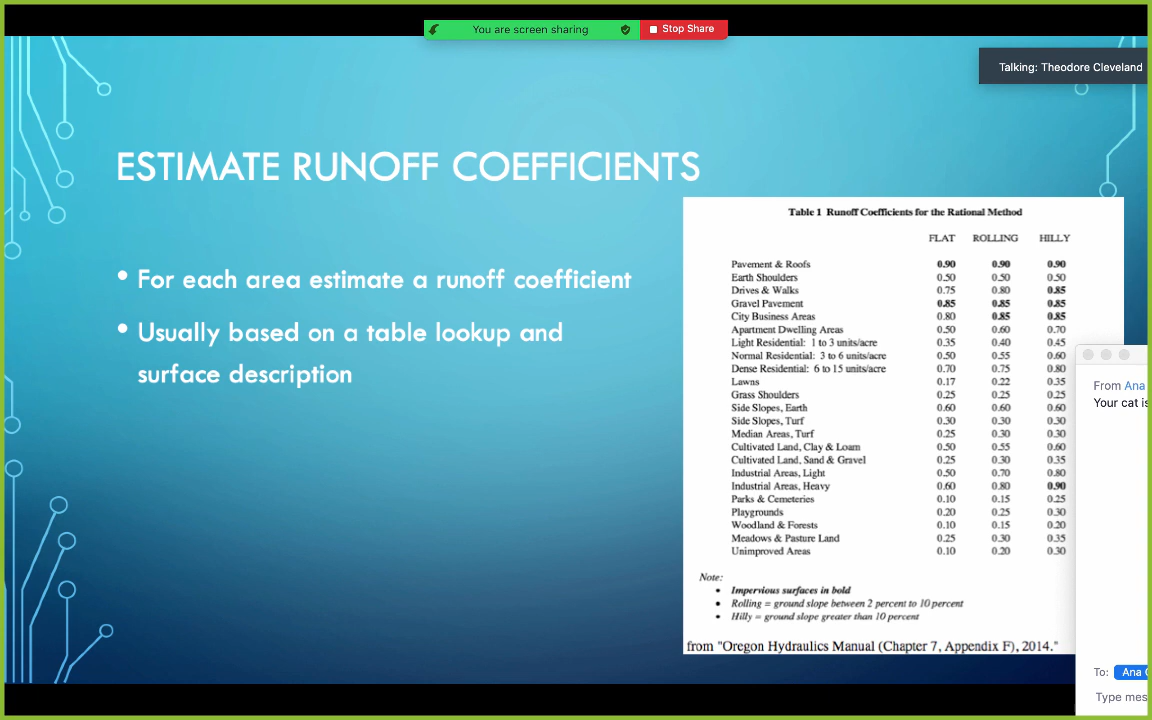 You are screen sharing
Stop Share
Talking: Theodore Cleveland
ESTIMATE RUNOFF COEFFICIENTS
• For each area estimate a runoff coefficient
• Usually based on a table lookup and
surface description
Table 1 Runoff Coefficients for the Rational Method
FLAT ROLLING HILLY
Pavement & Roofs 0.90 0.90 0.90
Earth Shoulders 0.50 0.50 0.50
Drives & Walks 0.75 0.80 0.85
Gravel Pavement 0.85 0.85 0.85
City Business Areas 0.80 0.85 0.85
Apartment Dwelling Areas 0.50 0.60 0.70
Light Residential: 1 to 3 units/acre 0.35 0.40 0.45
Normal Residential: 3 to 6 units/acre 0.50 0.55 0.60
Dense Residential: 6 to 15 units/acre 0.70 0.75 0.80
Lawns 0.17 0.22 0.35
Grass Shoulders 0.25 0.25 0.25
Side Slopes, Earth 0.60 0.60 0.60
Side Slopes, Turf 0.30 0.30 0.30
Median Areas, Turf 0.25 0.30 0.30
Cultivated Land, Clay & Loam 0.50 0.55 0.60
Cultivated Land, Sand & Gravel 0.25 0.30 0.35
Industrial Areas, Light 0.50 0.70 0.80
Industrial Areas, Heavy 0.60 0.80 0.90
Parks & Cemeteries 0.10 0.15 0.25
Playgrounds 0.20 0.25 0.30
Woodland & Forests 0.10 0.15 0.20
Meadows & Pasture Land 0.25 0.30 0.35
Unimproved Areas 0.10 0.20 0.30
Note:
• Impervious surfaces in bold
• Rolling = ground slope between 2 percent to 10 percent
• Hilly = ground slope greater than 10 percent
from "Oregon Hydraulics Manual (Chapter 7, Appendix F), 2014."
From Ana
Your cat is
To: Ana
Type mes